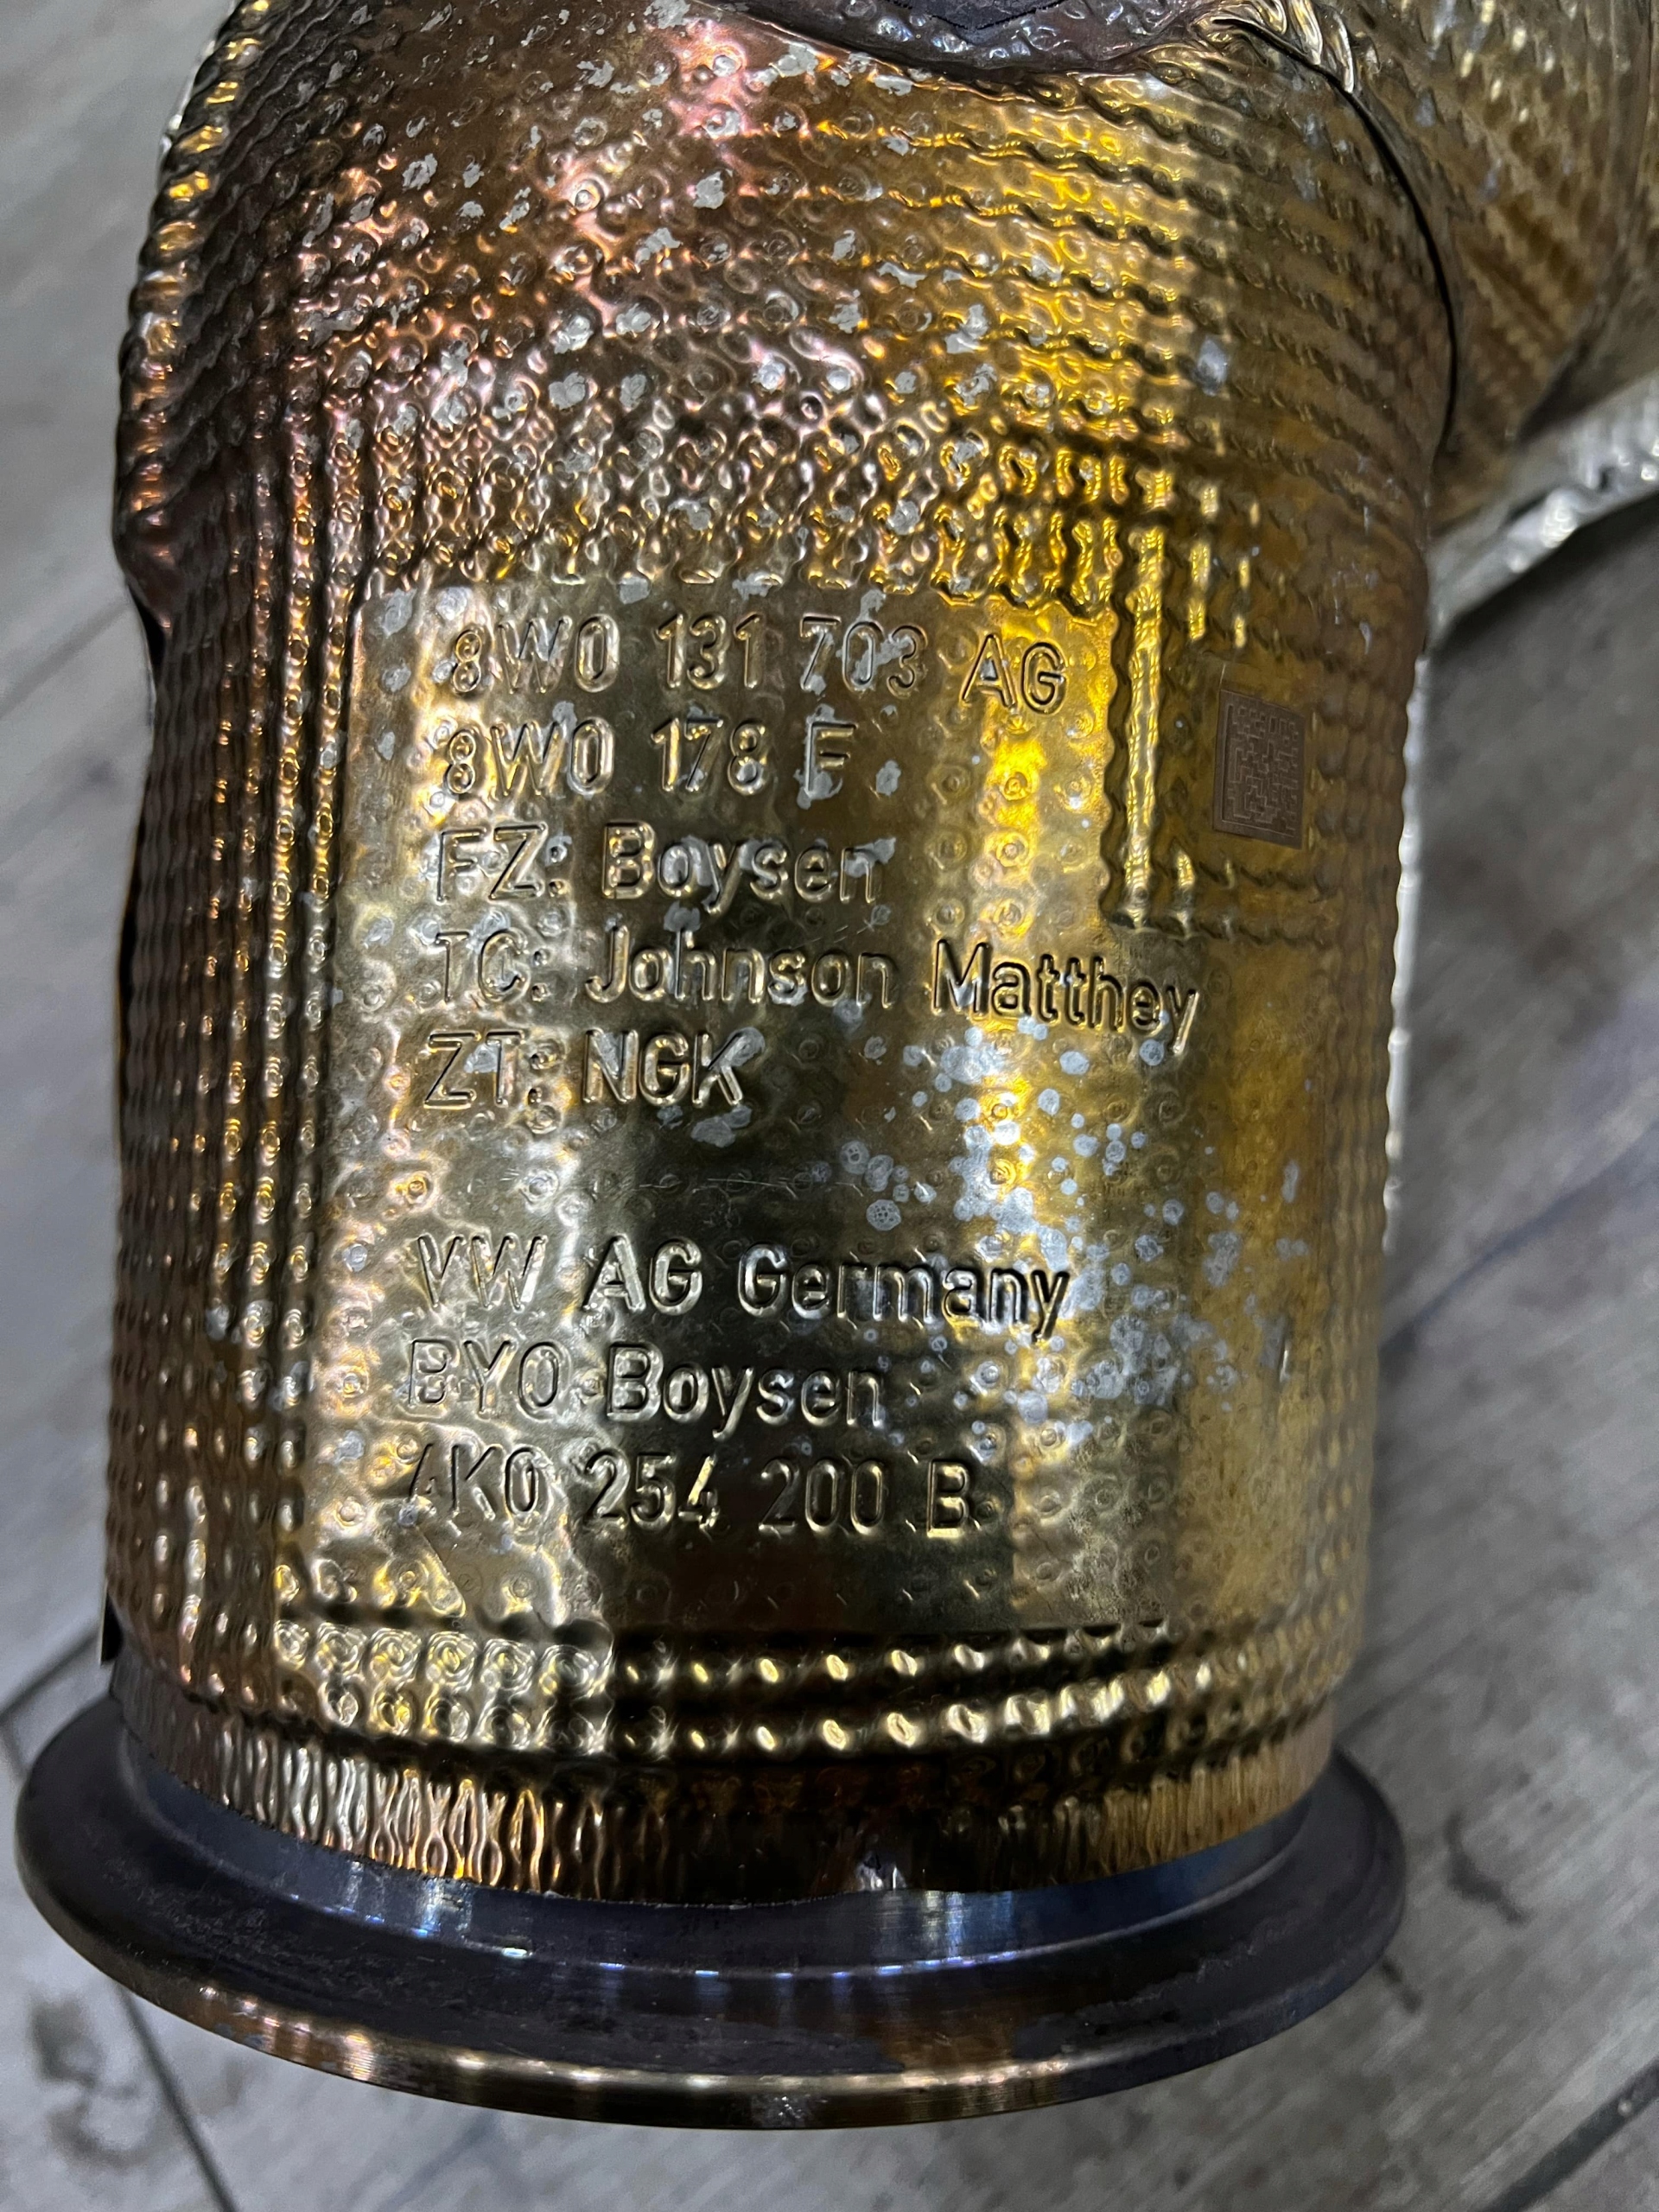 8W0 131 703 AG
8W0 178 F
FZ: Boysen
TC: Johnson Matthey
ZT: NGK
VW AG Germany
BYO Boysen
4K0 254 200 B